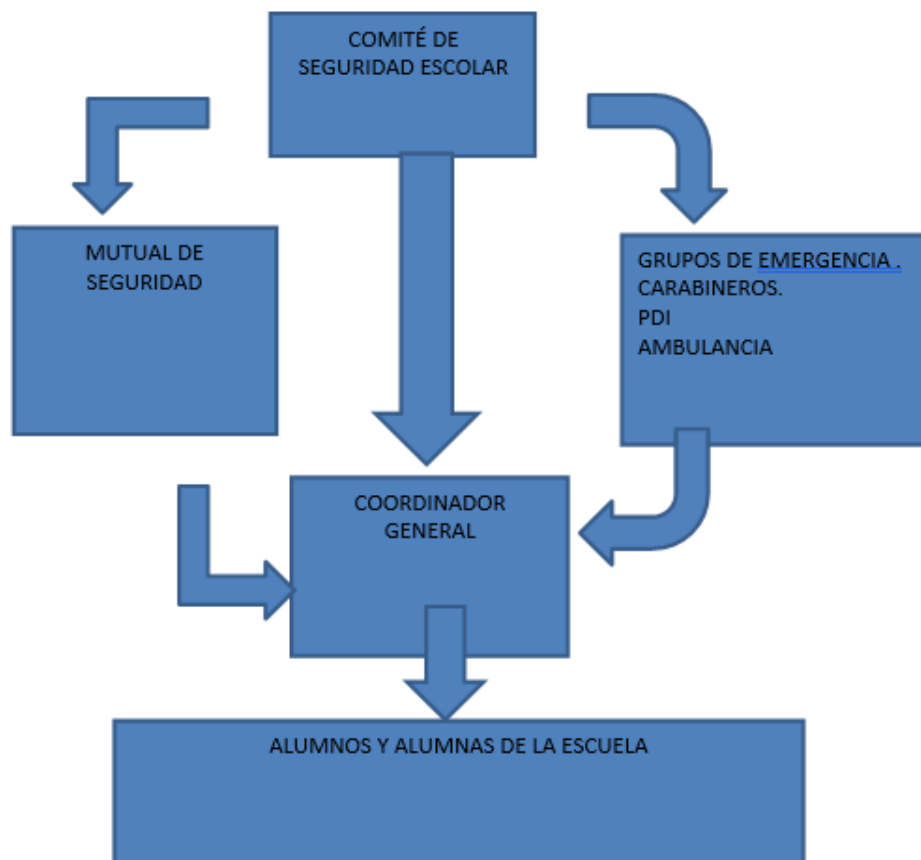 COMITÉ DE
SEGURIDAD ESCOLAR
MUTUAL DE
SEGURIDAD
GRUPOS DE EMERGENCIA .
CARABINEROS.
PDI
AMBULANCIA
COORDINADOR
GENERAL
ALUMNOS Y ALUMNAS DE LA ESCUELA